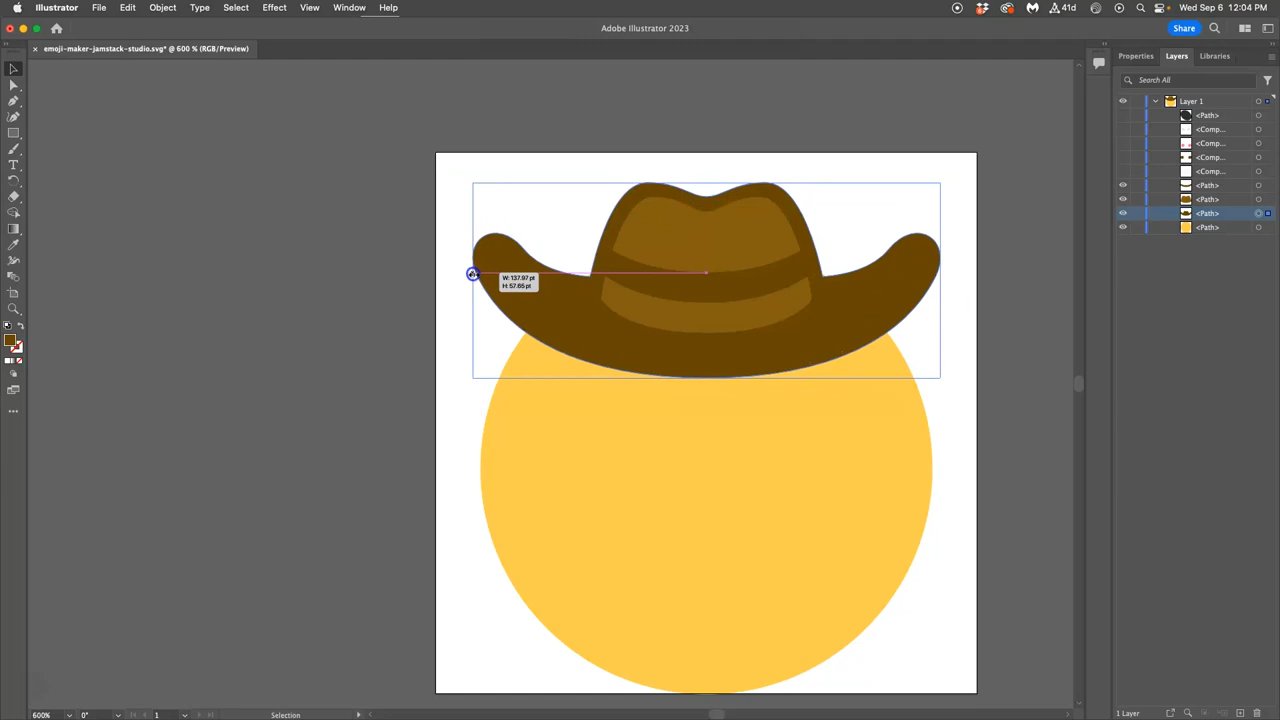 Illustrator File Edit Object Type Select Effect View Window Help 41d Wed Sep 6 12:04 PM
Adobe Illustrator 2023 Share
× emoji-maker-jamstack-studio.svg* @ 600 % (RGB/Preview)
Properties Layers Libraries
Search All
Layer 1
<Path>
<Comp...
<Comp...
<Comp...
<Comp...
<Path>
<Path>
<Path>
<Path>
W: 137.97 pt
H: 57.65 pt
600% 0° 1 Selection
1 Layer